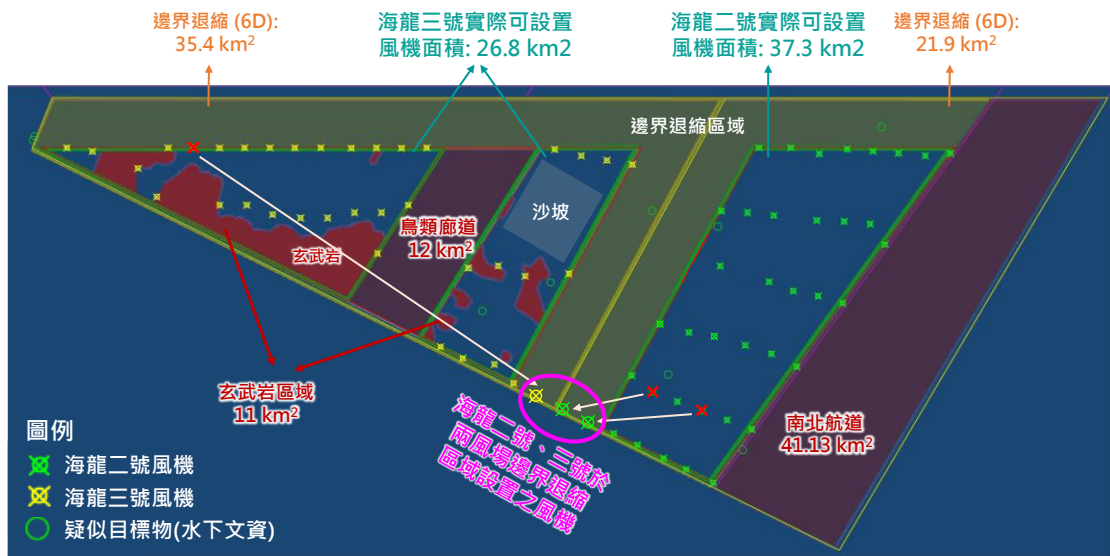 邊界退縮 (6D):
35.4 km²
海龍三號實際可設置
風機面積: 26.8 km2
海龍二號實際可設置
風機面積: 37.3 km2
邊界退縮 (6D):
21.9 km²
邊界退縮區域
沙坡
鳥類廊道
12 km²
玄武岩
玄武岩區域
11 km²
南北航道
41.13 km²
海龍二號、三號於
兩風場邊界退縮
區域設置之風機
圖例
海龍二號風機
海龍三號風機
疑似目標物(水下文資)